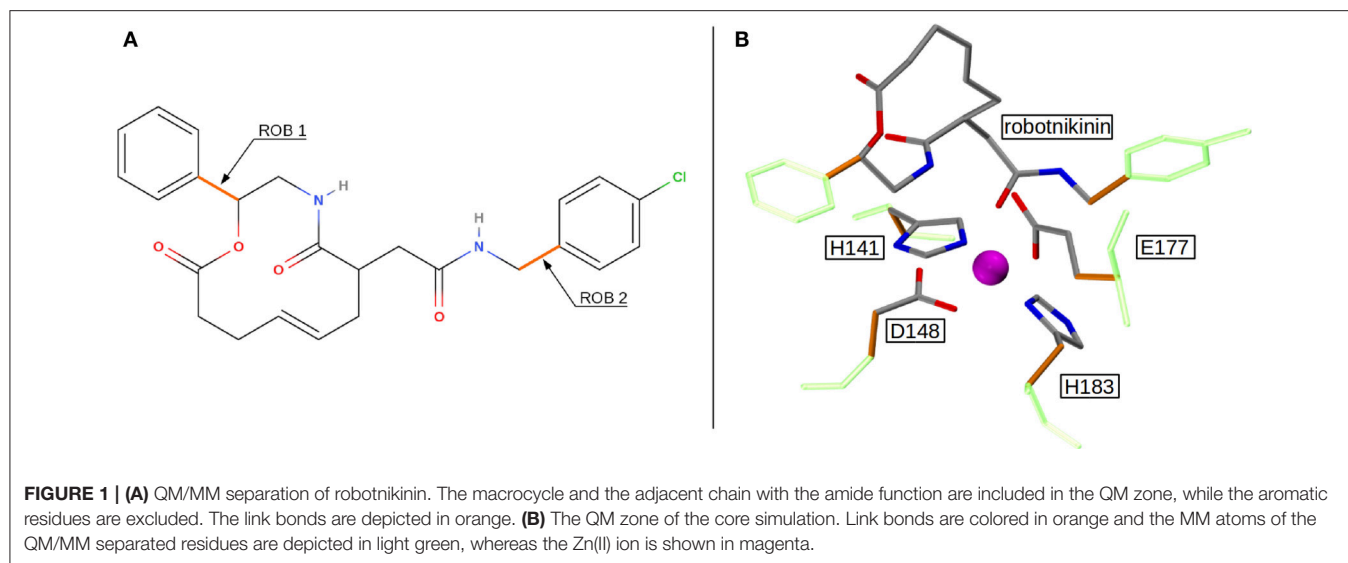 A
B
ROB 1
H
N
Cl
H
N
O
O
O
O
ROB 2
robotnikinin
H141
E177
D148
H183
FIGURE 1 | (A) QM/MM separation of robotnikinin. The macrocycle and the adjacent chain with the amide function are included in the QM zone, while the aromatic
residues are excluded. The link bonds are depicted in orange. (B) The QM zone of the core simulation. Link bonds are colored in orange and the MM atoms of the
QM/MM separated residues are depicted in light green, whereas the Zn(II) ion is shown in magenta.